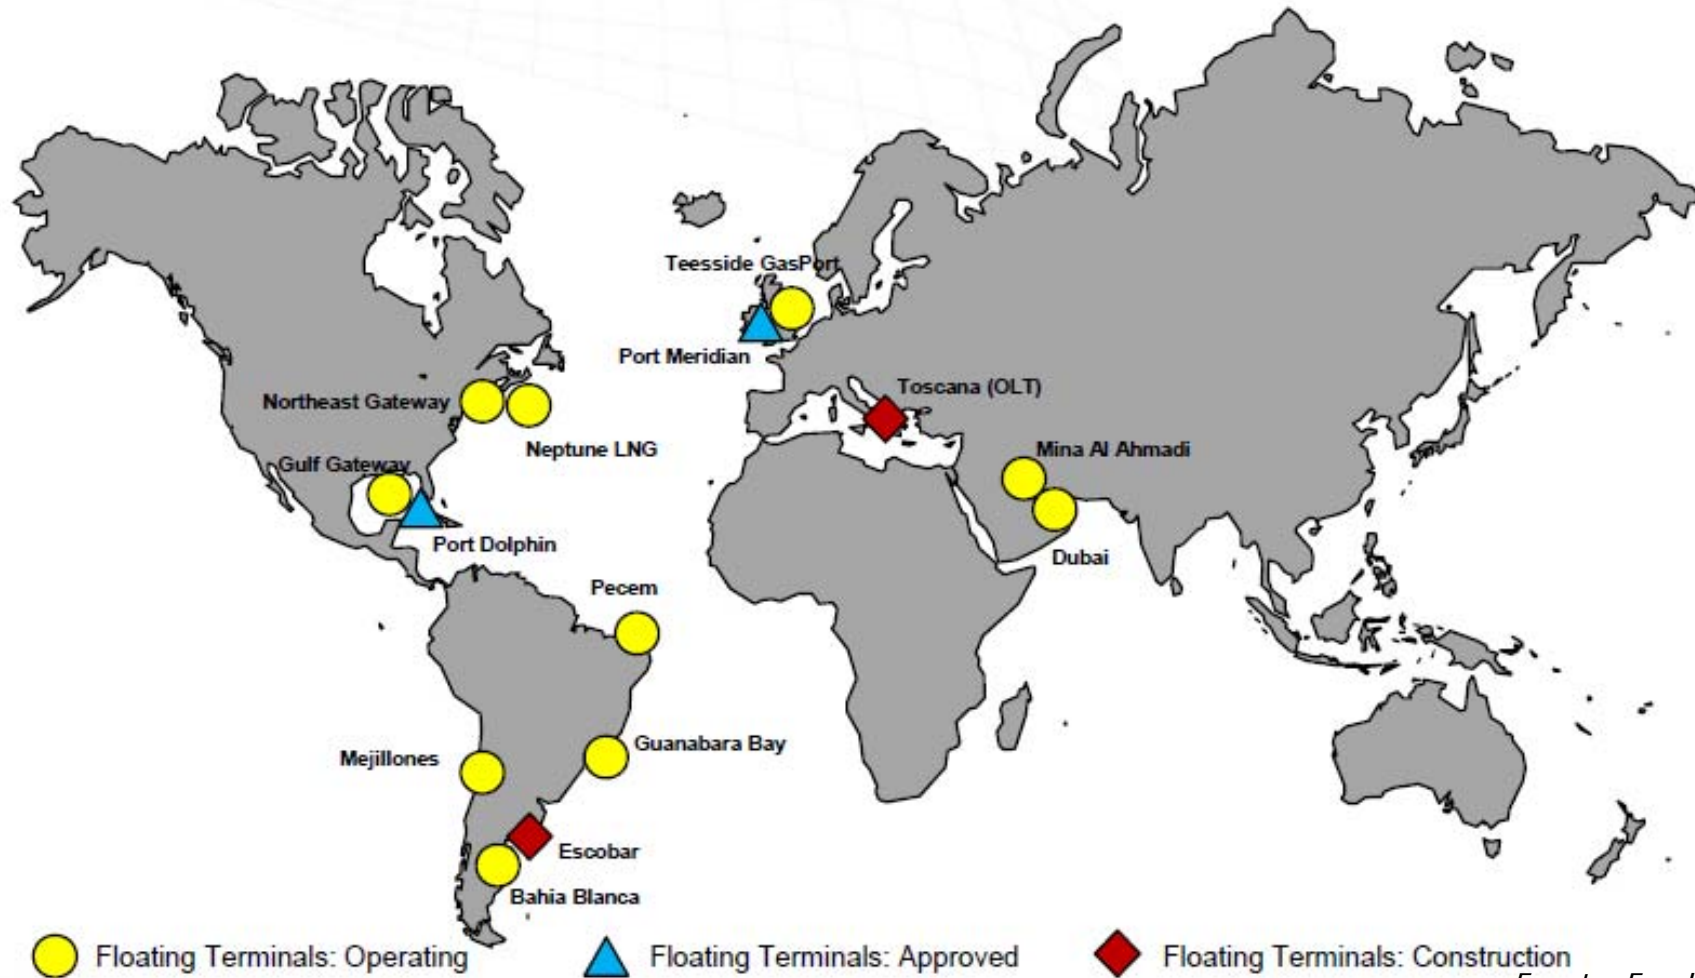 Teesside GasPort
Port Meridian
Toscana (OLT)
Northeast Gateway
Neptune LNG
Mina Al Ahmadi
Gulf Gateway
Port Dolphin
Dubai
Pecem
Guanabara Bay
Mejillones
Escobar
Bahia Blanca
Floating Terminals: Operating
Floating Terminals: Approved
Floating Terminals: Construction